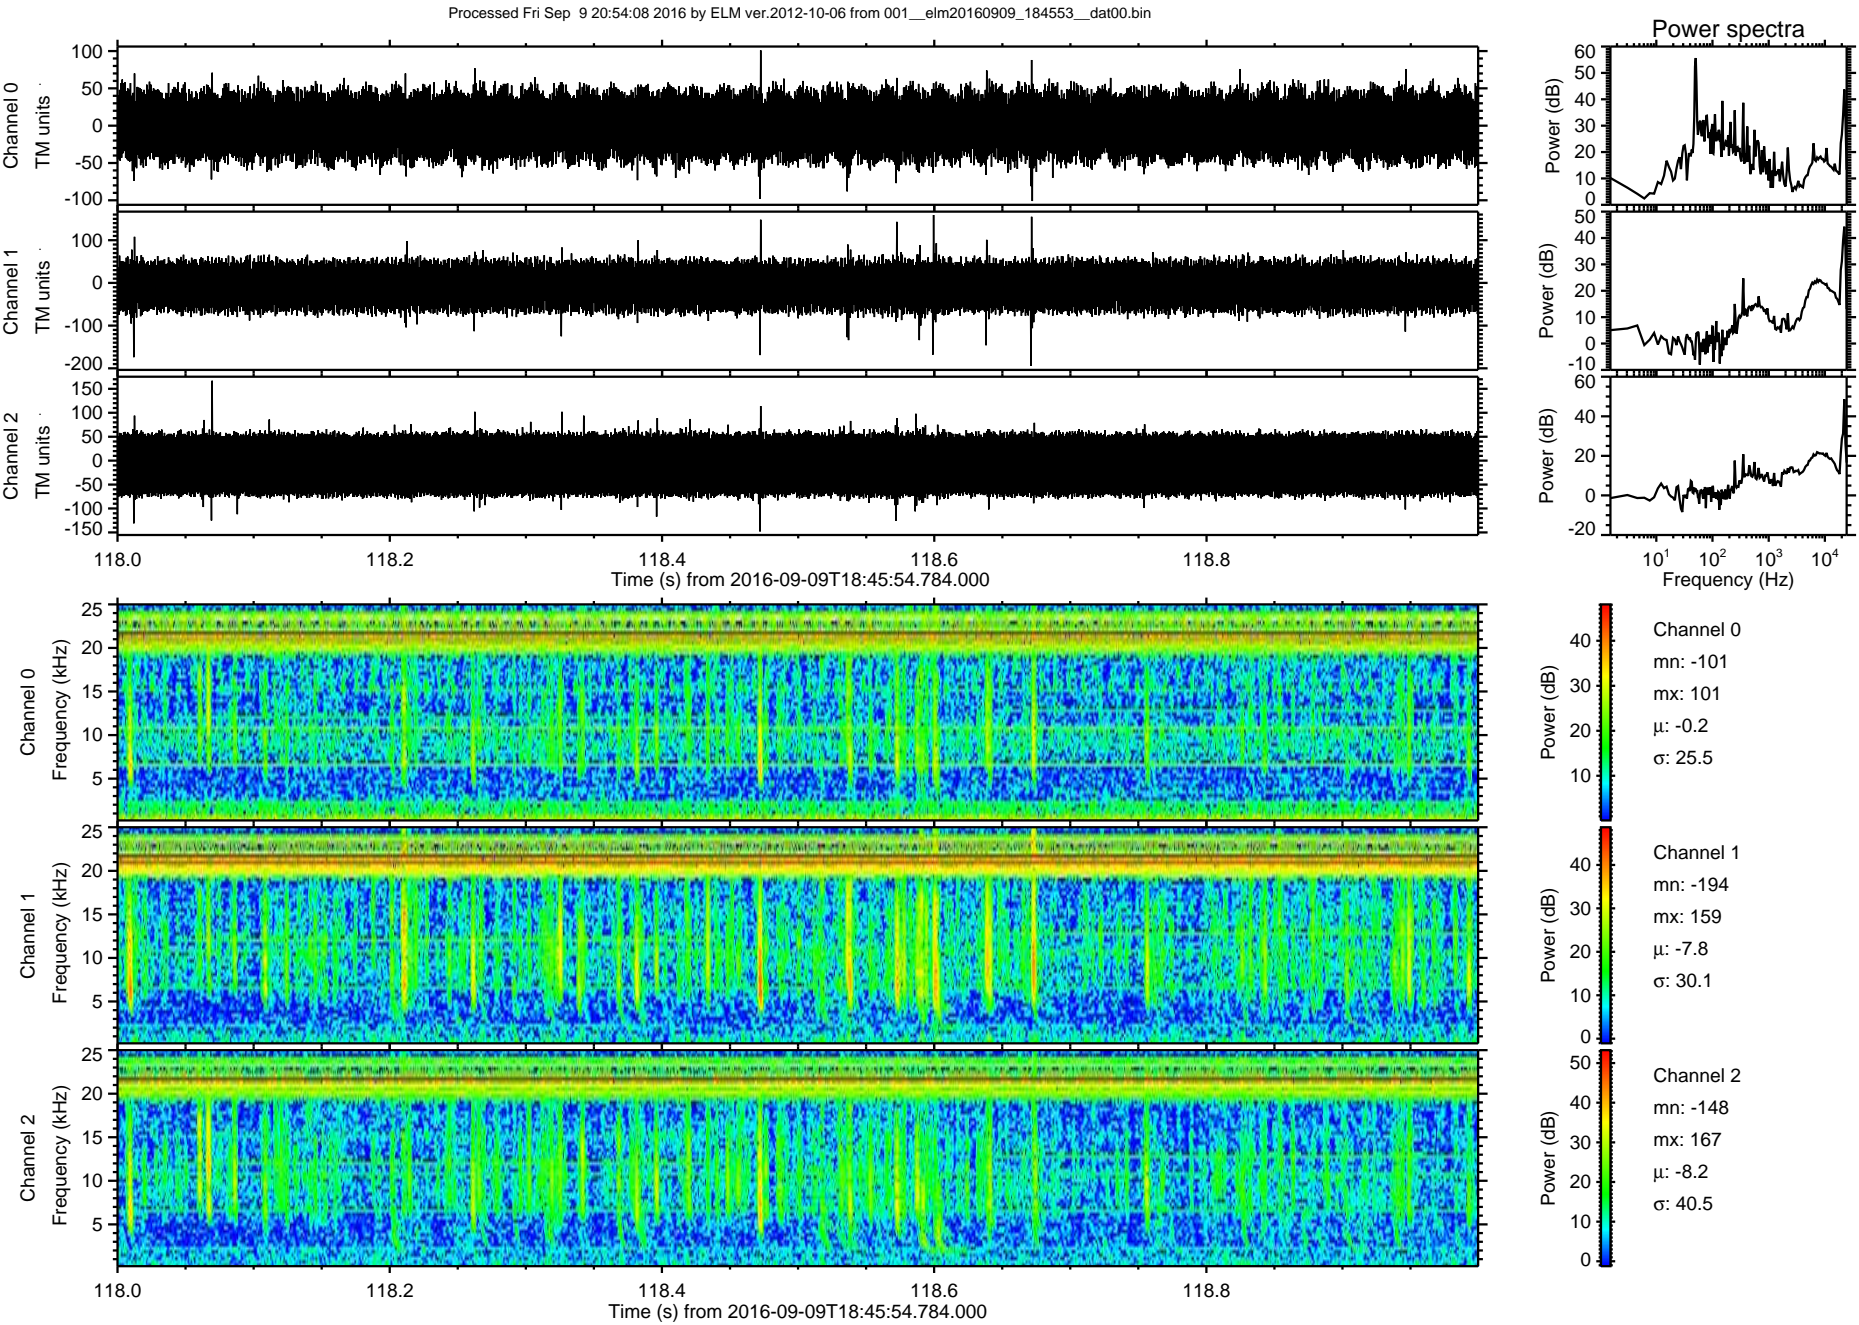 Processed Fri Sep  9 20:54:08 2016 by ELM ver.2012-10-06 from 001__elm20160909_184553__dat00.bin
Power spectra
Channel 0
TM units
100
50
0
-50
-100
Power (dB)
60
50
40
30
20
10
0
Channel 1
TM units
100
0
-100
-200
Power (dB)
50
40
30
20
10
0
-10
Channel 2
TM units
150
100
50
0
-50
-100
-150
Power (dB)
60
40
20
0
-20
118.0 118.2 118.4 118.6 118.8
Time (s) from 2016-09-09T18:45:54.784.000
10^1 10^2 10^3 10^4
Frequency (Hz)
Channel 0
Frequency (kHz)
25
20
15
10
5
Power (dB)
40
30
20
10
Channel 0
mn: -101
mx: 101
μ: -0.2
σ: 25.5
Channel 1
Frequency (kHz)
25
20
15
10
5
Power (dB)
40
30
20
10
0
Channel 1
mn: -194
mx: 159
μ: -7.8
σ: 30.1
Channel 2
Frequency (kHz)
25
20
15
10
5
Power (dB)
50
40
30
20
10
0
Channel 2
mn: -148
mx: 167
μ: -8.2
σ: 40.5
118.0 118.2 118.4 118.6 118.8
Time (s) from 2016-09-09T18:45:54.784.000